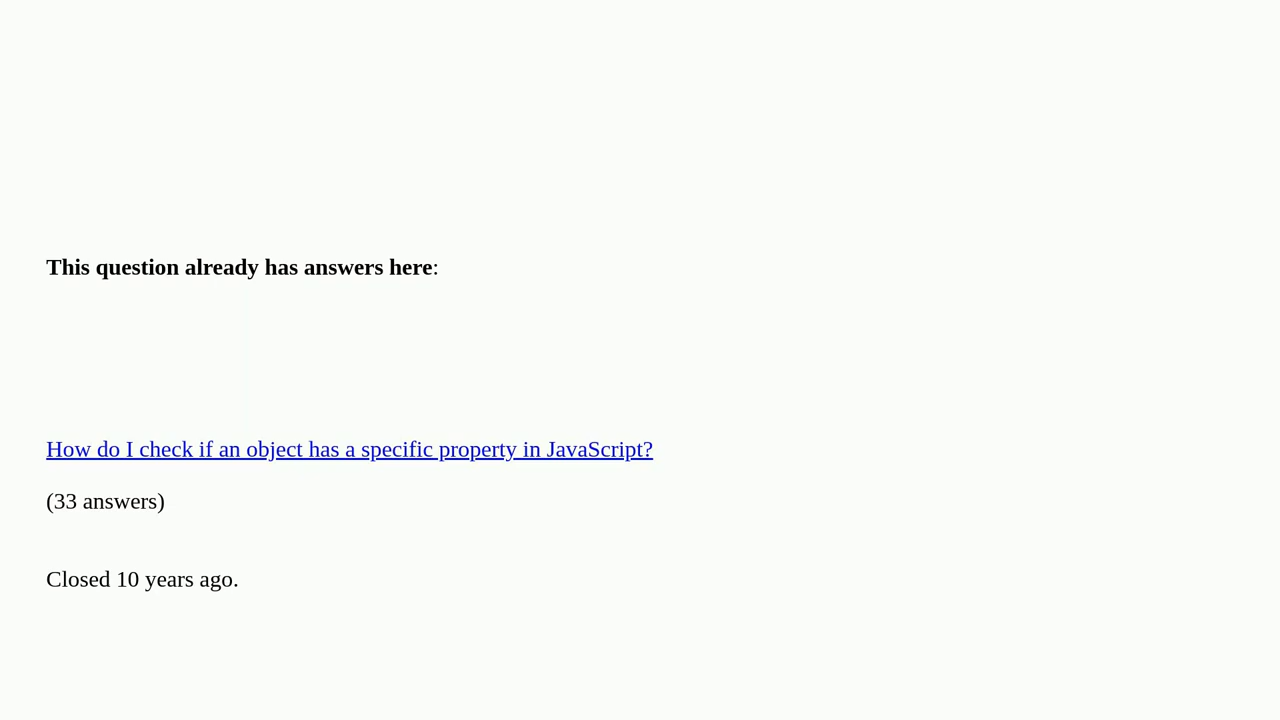 This question already has answers here:
How do I check if an object has a specific property in JavaScript?
(33 answers)
Closed 10 years ago.